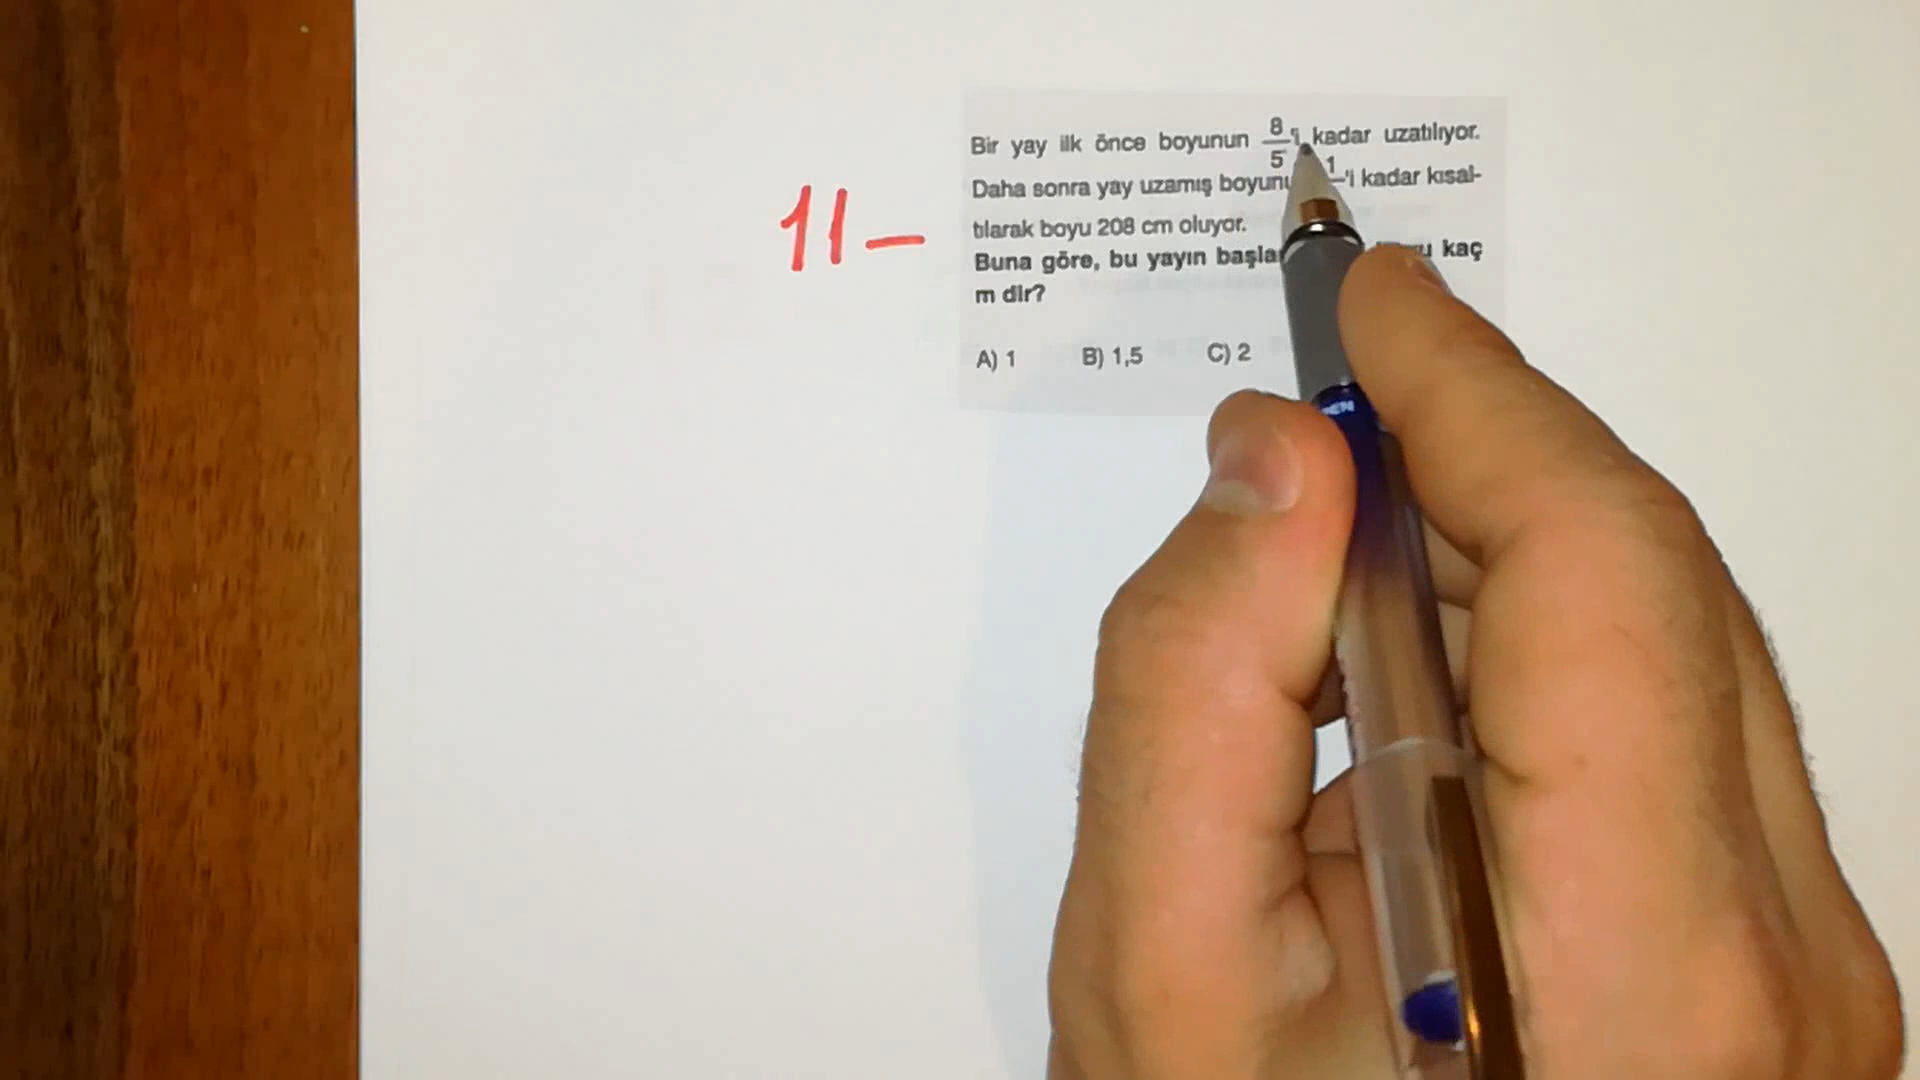 11-
Bir yay ilk önce boyunun 8/5'i kadar uzatılıyor.
Daha sonra yay uzamış boyunu 1 'i kadar kısal-
tılarak boyu 208 cm oluyor.
Buna göre, bu yayın kaç
m dir?
A) 1 B) 1,5 C) 2